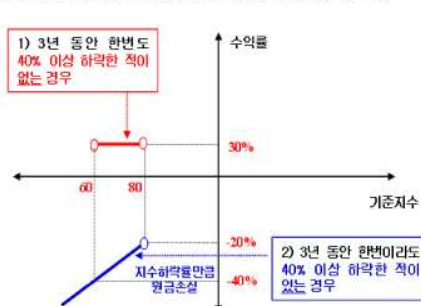 1) 3년 동안 한번도
40% 이상 하락한 적이
없는 경우
수익률
30%
60
80
기준지수
-20%
지수하락률만큼
원금손실
-40%
2) 3년 동안 한번이라도
40% 이상 하락한 적이
있는 경우